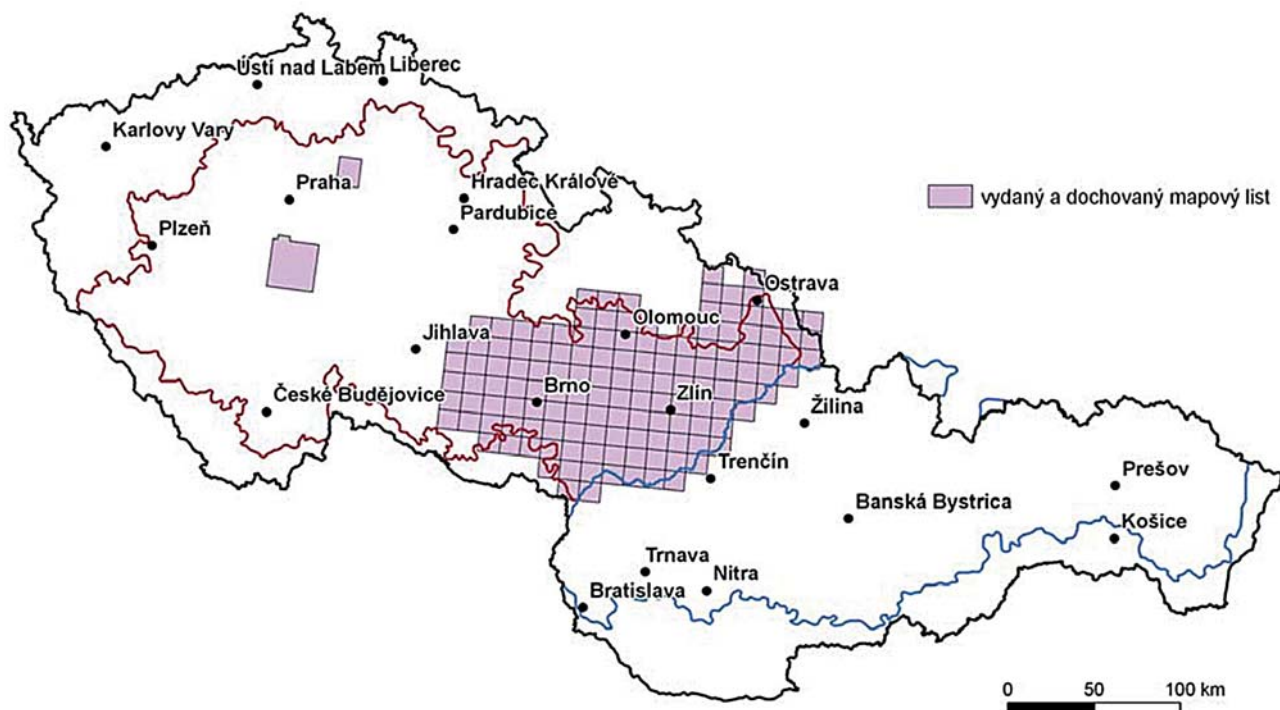 Ústí nad Labem
Liberec
Karlovy Vary
Praha
Hradec Králové
Pardubice
vydaný a dochovaný mapový list
Plzeň
Ostrava
Olomouc
Jihlava
Brno
Zlín
České Budějovice
Žilina
Trenčín
Prešov
Banská Bystrica
Košice
Trnava
Nitra
Bratislava
0 50 100 km